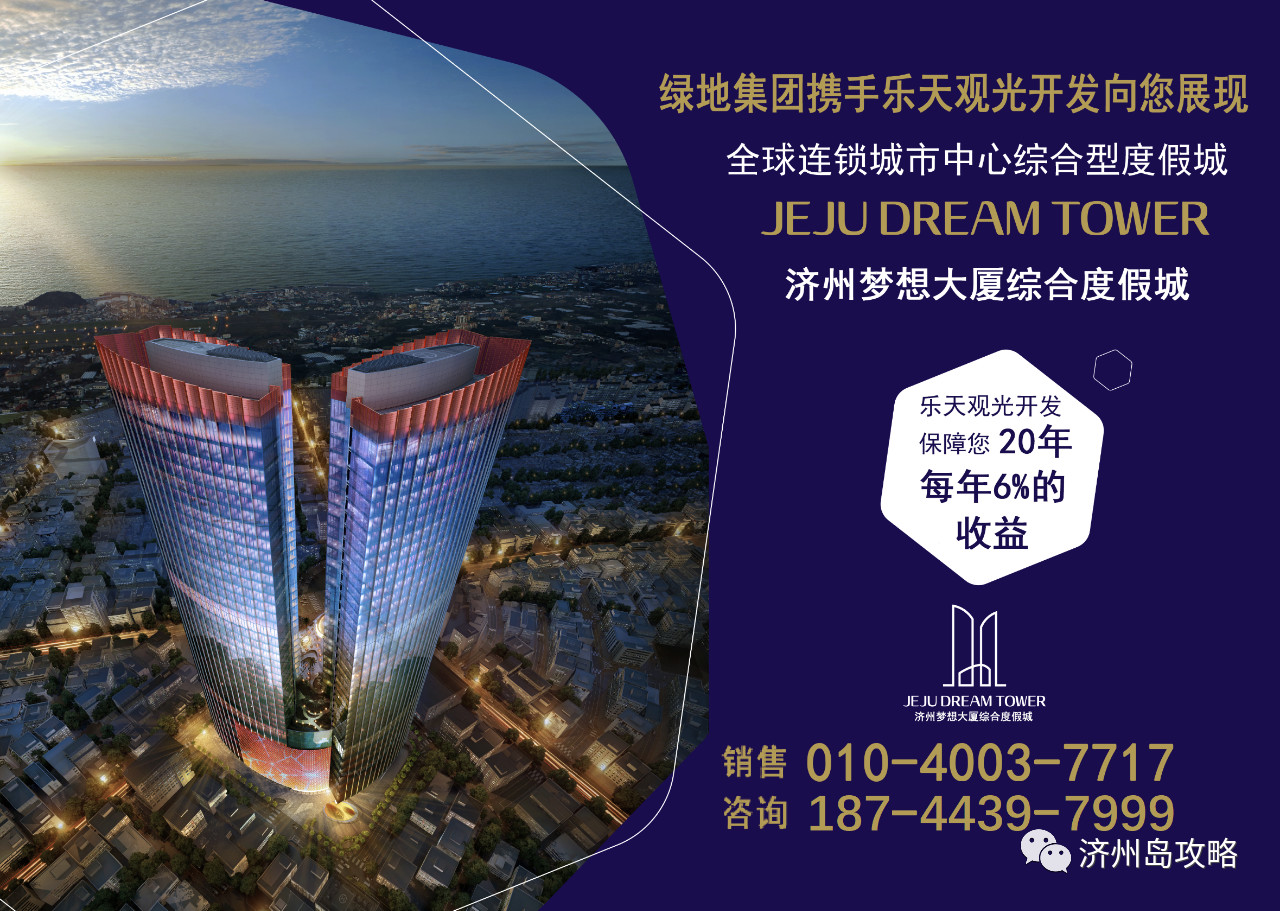 绿地集团携手乐天观光开发向您展现
全球连锁城市中心综合型度假城
JEJU DREAM TOWER
济州梦想大厦综合度假城
乐天观光开发
保障您 20年
每年6%的
收益
JEJU DREAM TOWER
济州梦想大厦综合度假城
销售 010-4003-7717
咨询 187-4439-7999
济州岛攻略